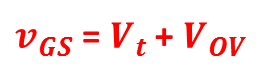 v_GS = V_t + V_OV